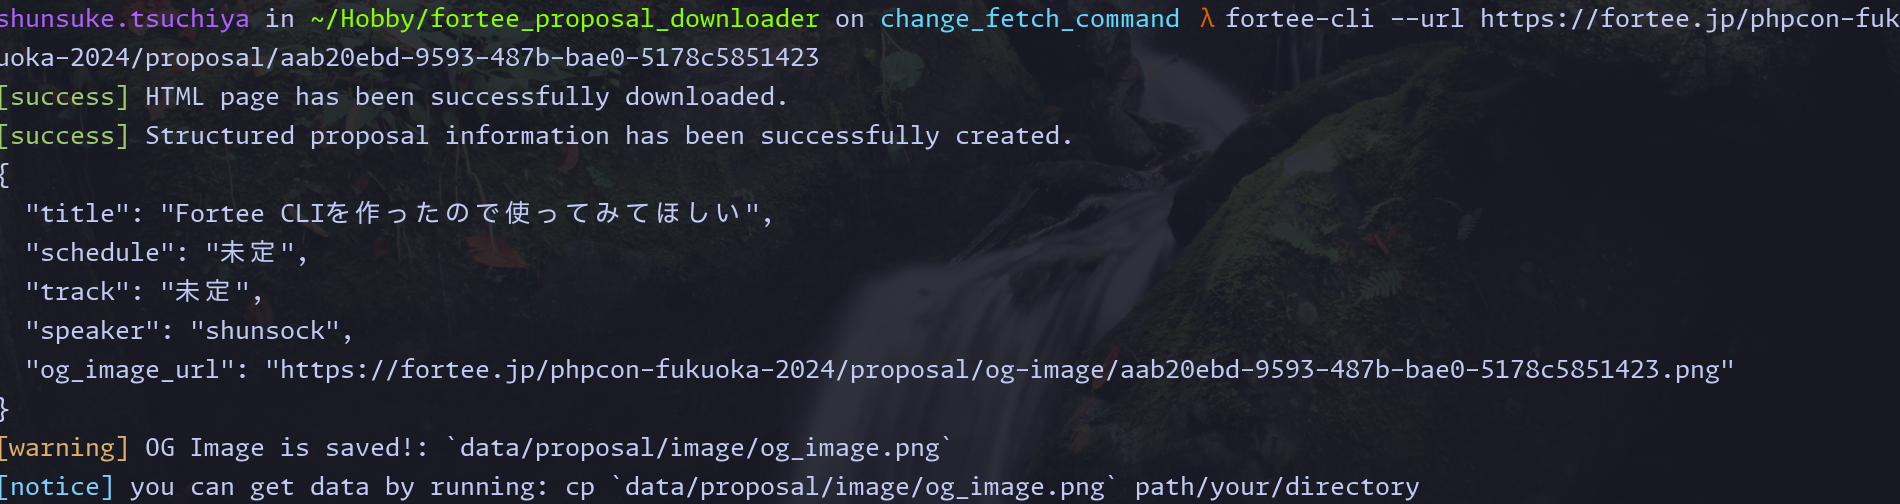 shunsuke.tsuchiya in ~/Hobby/fortee_proposal_downloader on change_fetch_command λ fortee-cli --url https://fortee.jp/phpcon-fuk
uoka-2024/proposal/aab20ebd-9593-487b-bae0-5178c5851423
[success] HTML page has been successfully downloaded.
[success] Structured proposal information has been successfully created.
{
  "title": "Fortee CLIを作ったので使ってみてほしい",
  "schedule": "未定",
  "track": "未定",
  "speaker": "shunsock",
  "og_image_url": "https://fortee.jp/phpcon-fukuoka-2024/proposal/og-image/aab20ebd-9593-487b-bae0-5178c5851423.png"
}
[warning] OG Image is saved!: `data/proposal/image/og_image.png`
[notice] you can get data by running: cp `data/proposal/image/og_image.png` path/your/directory